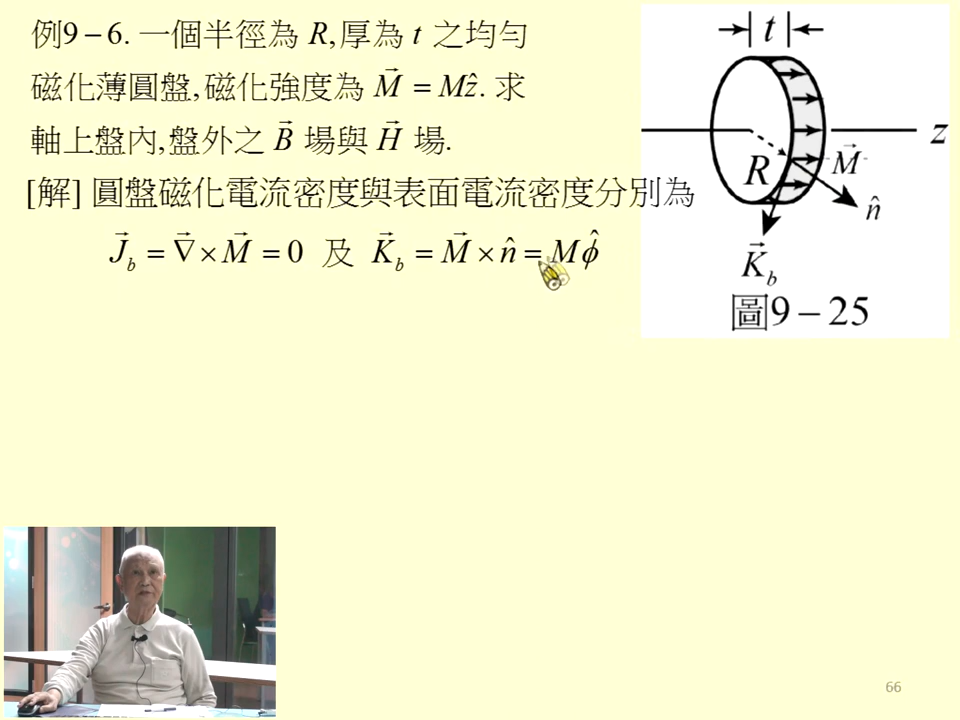 例9－6. 一個半徑為 R,厚為 t 之均勻
磁化薄圓盤,磁化強度為 M⃗ = Mẑ. 求
軸上盤內,盤外之 B⃗ 場與 H⃗ 場.
[解] 圓盤磁化電流密度與表面電流密度分別為
J⃗_b = ∇⃗ × M⃗ = 0 及 K⃗_b = M⃗ × n̂ = Mϕ̂
t
z
R
M⃗
n̂
K⃗_b
圖9－25
66